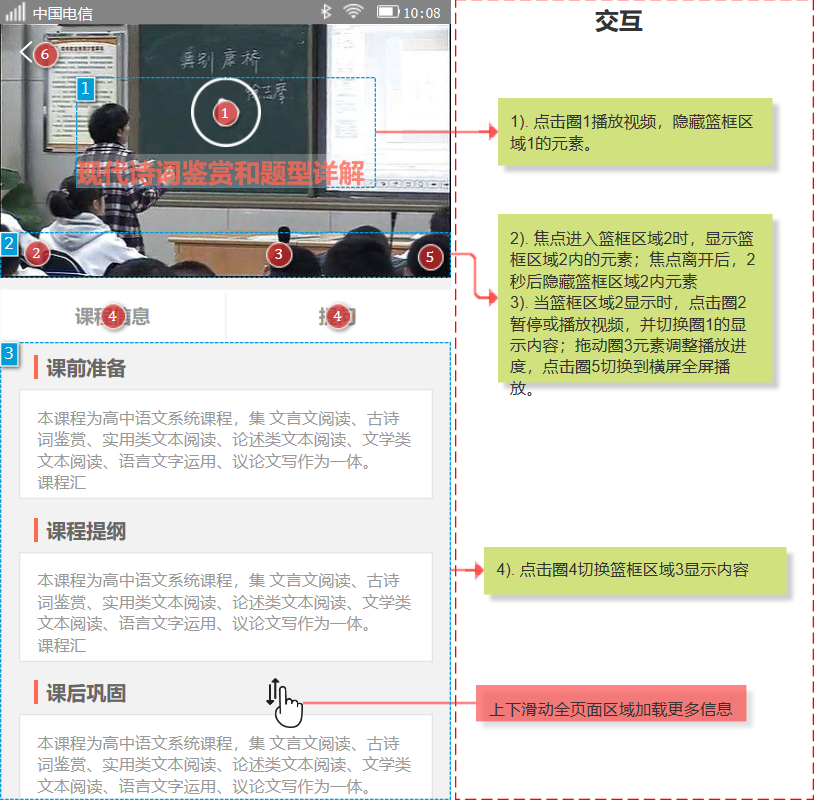 中国电信
10:08
6
再别康桥
徐志摩
1
1
现代诗词鉴赏和题型详解
2
2
3
5
课程信息
4
4
3
课前准备
本课程为高中语文系统课程，集 文言文阅读、古诗
词鉴赏、实用类文本阅读、论述类文本阅读、文学类
文本阅读、语言文字运用、议论文写作为一体。
课程汇
课程提纲
本课程为高中语文系统课程，集 文言文阅读、古诗
词鉴赏、实用类文本阅读、论述类文本阅读、文学类
文本阅读、语言文字运用、议论文写作为一体。
课程汇
课后巩固
本课程为高中语文系统课程，集 文言文阅读、古诗
词鉴赏、实用类文本阅读、论述类文本阅读、文学类
文本阅读、语言文字运用、议论文写作为一体。
交互
1). 点击圈1播放视频，隐藏篮框区
域1的元素。
2). 焦点进入篮框区域2时，显示篮
框区域2内的元素；焦点离开后，2
秒后隐藏篮框区域2内元素
3). 当篮框区域2显示时，点击圈2
暂停或播放视频，并切换圈1的显
示内容；拖动圈3元素调整播放进
度，点击圈5切换到横屏全屏播
放。
4). 点击圈4切换篮框区域3显示内容
上下滑动全页面区域加载更多信息